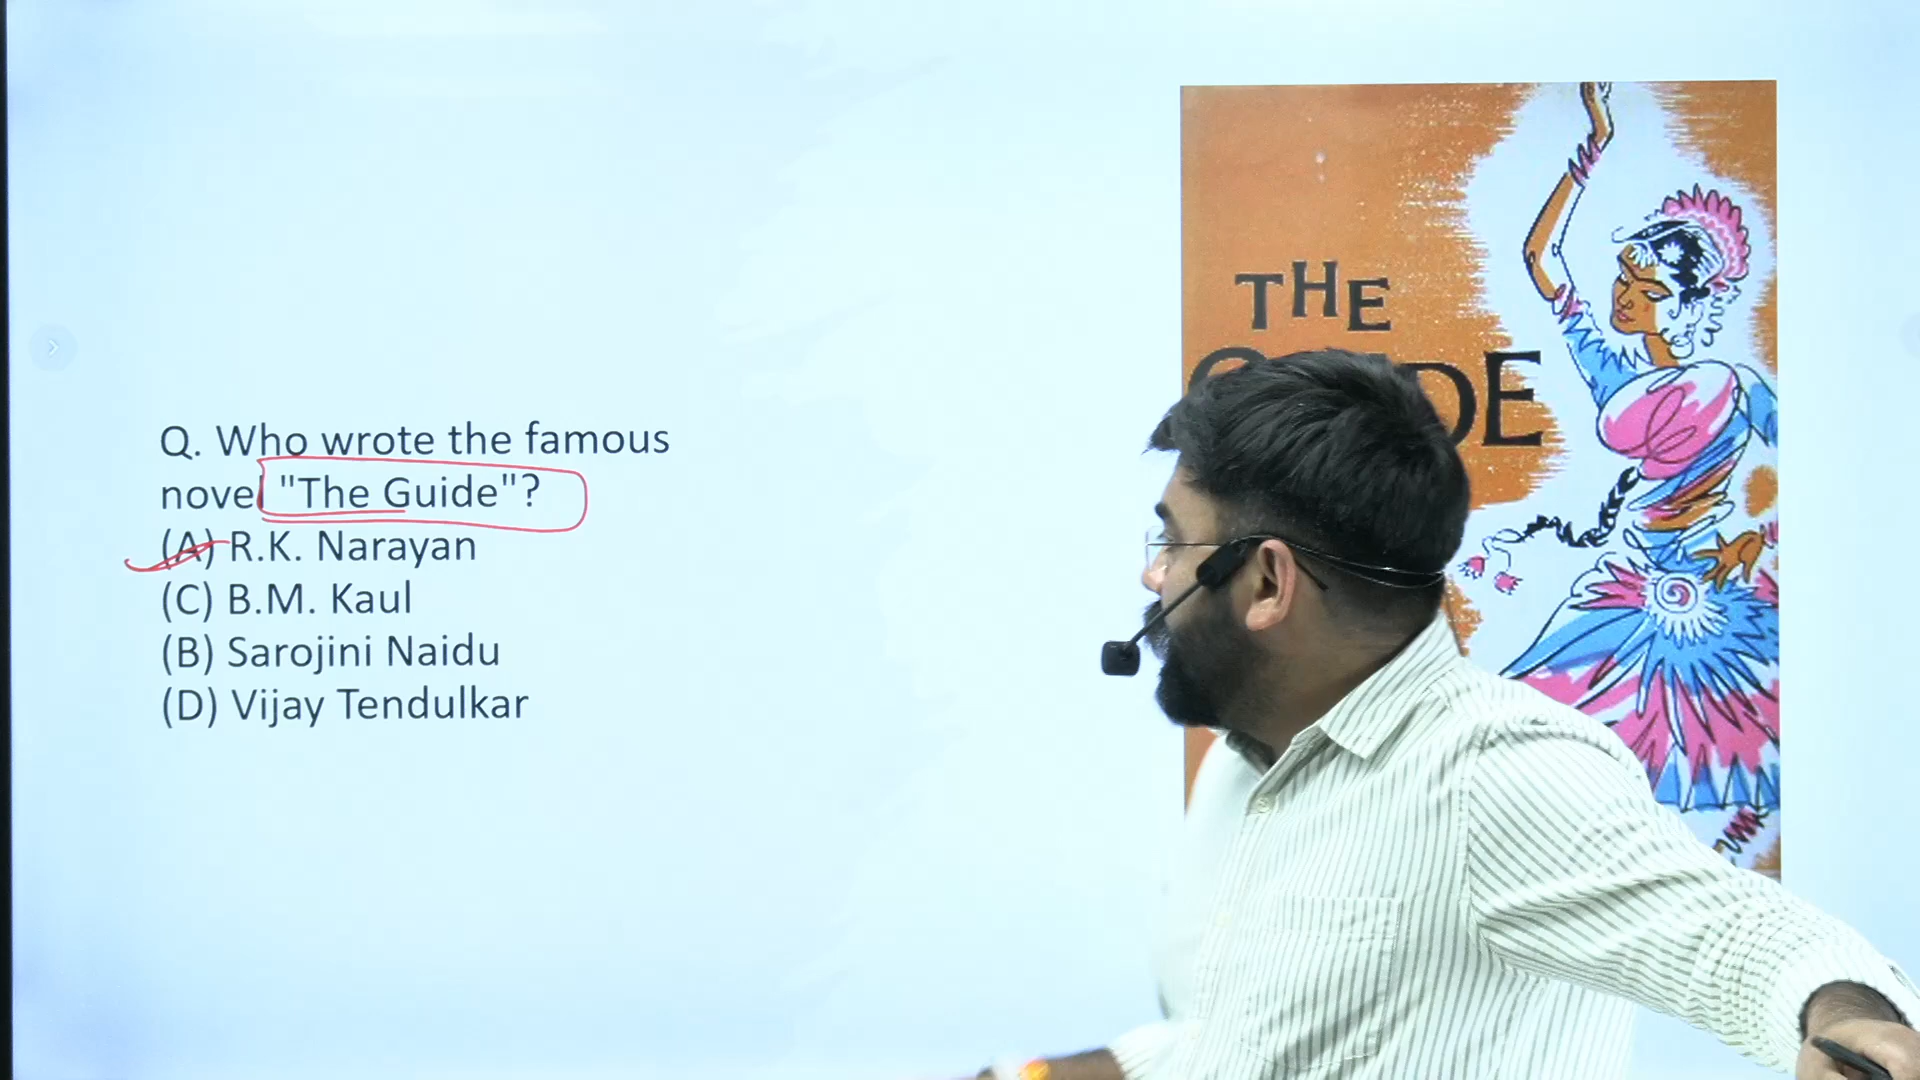 Q. Who wrote the famous
novel "The Guide"?
(A) R.K. Narayan
(C) B.M. Kaul
(B) Sarojini Naidu
(D) Vijay Tendulkar
THE